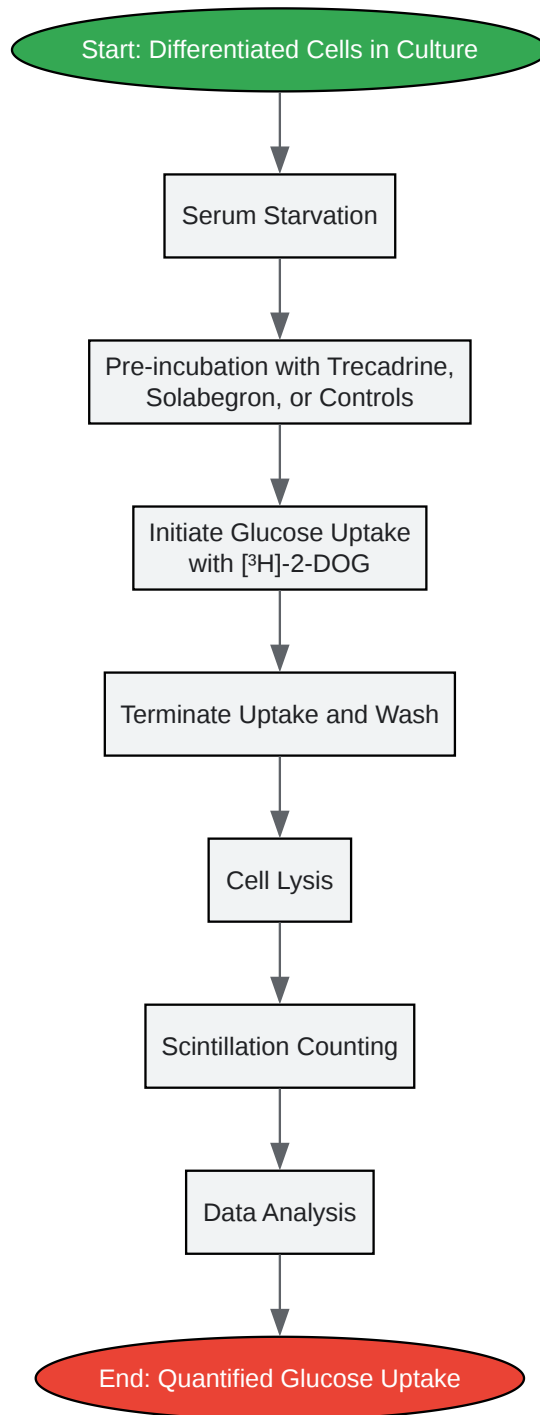 Start: Differentiated Cells in Culture
Serum Starvation
Pre-incubation with Trecadrine,
Solabegron, or Controls
Initiate Glucose Uptake
with [³H]-2-DOG
Terminate Uptake and Wash
Cell Lysis
Scintillation Counting
Data Analysis
End: Quantified Glucose Uptake